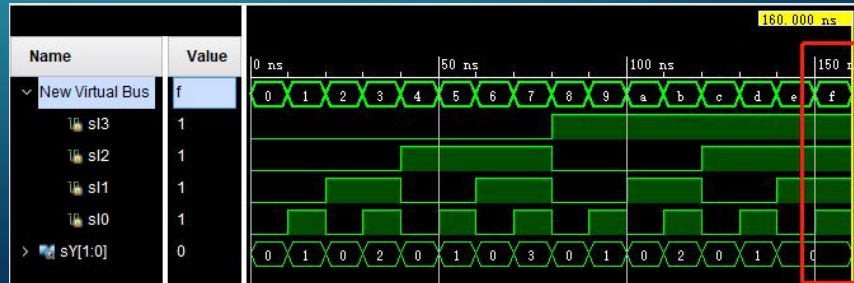 160.000 ns
Name Value
0 ns 50 ns 100 ns 150
New Virtual Bus f 0 1 2 3 4 5 6 7 8 9 a b c d e f
sI3 1
sI2 1
sI1 1
sI0 1
sY[1:0] 0 0 1 0 2 0 1 0 3 0 1 0 2 0 1 0